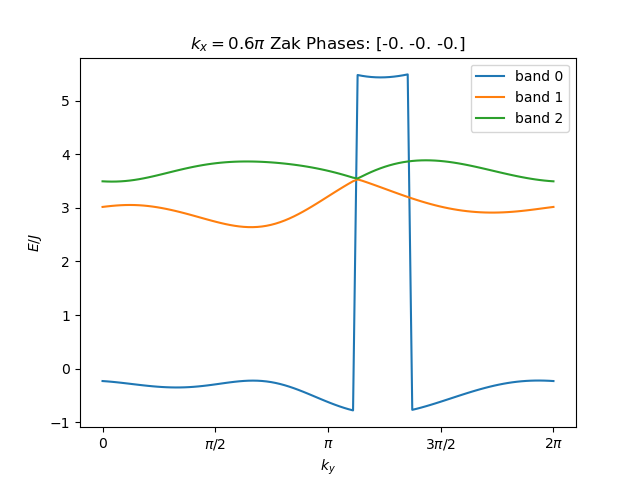 $k_x = 0.6\pi$ Zak Phases: [-0. -0. -0.]
band 0
band 1
band 2
E/J
5
4
3
2
1
0
−1
0
π/2
π
3π/2
2π
$k_y$